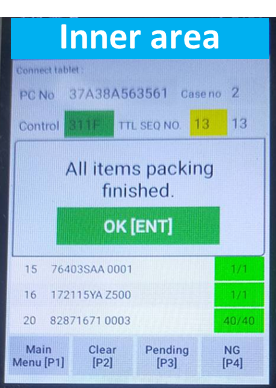 Inner area
Connect tablet :
PC No 37A38A563561 Case no 2
Control 311F TTL SEQ NO. 13 13
All items packing
finished.
OK [ENT]
15 76403SAA 0001 1/1
16 172115YA Z500 1/1
20 82871671 0003 40/40
Main Menu [P1] Clear [P2] Pending [P3] NG [P4]